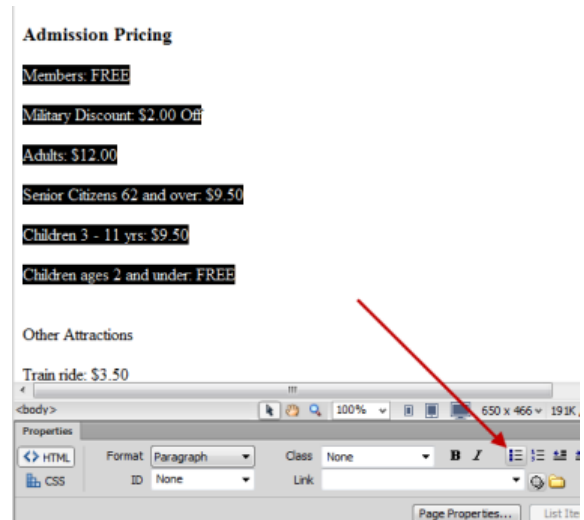 Admission Pricing
Members: FREE
Military Discount: $2.00 Off
Adults: $12.00
Senior Citizens 62 and over: $9.50
Children 3 - 11 yrs: $9.50
Children ages 2 and under: FREE
Other Attractions
Train ride: $3.50
<body> 100% 650 x 466 191K
Properties
<> HTML Format Paragraph Class None B I
CSS ID None Link
Page Properties... List Ite